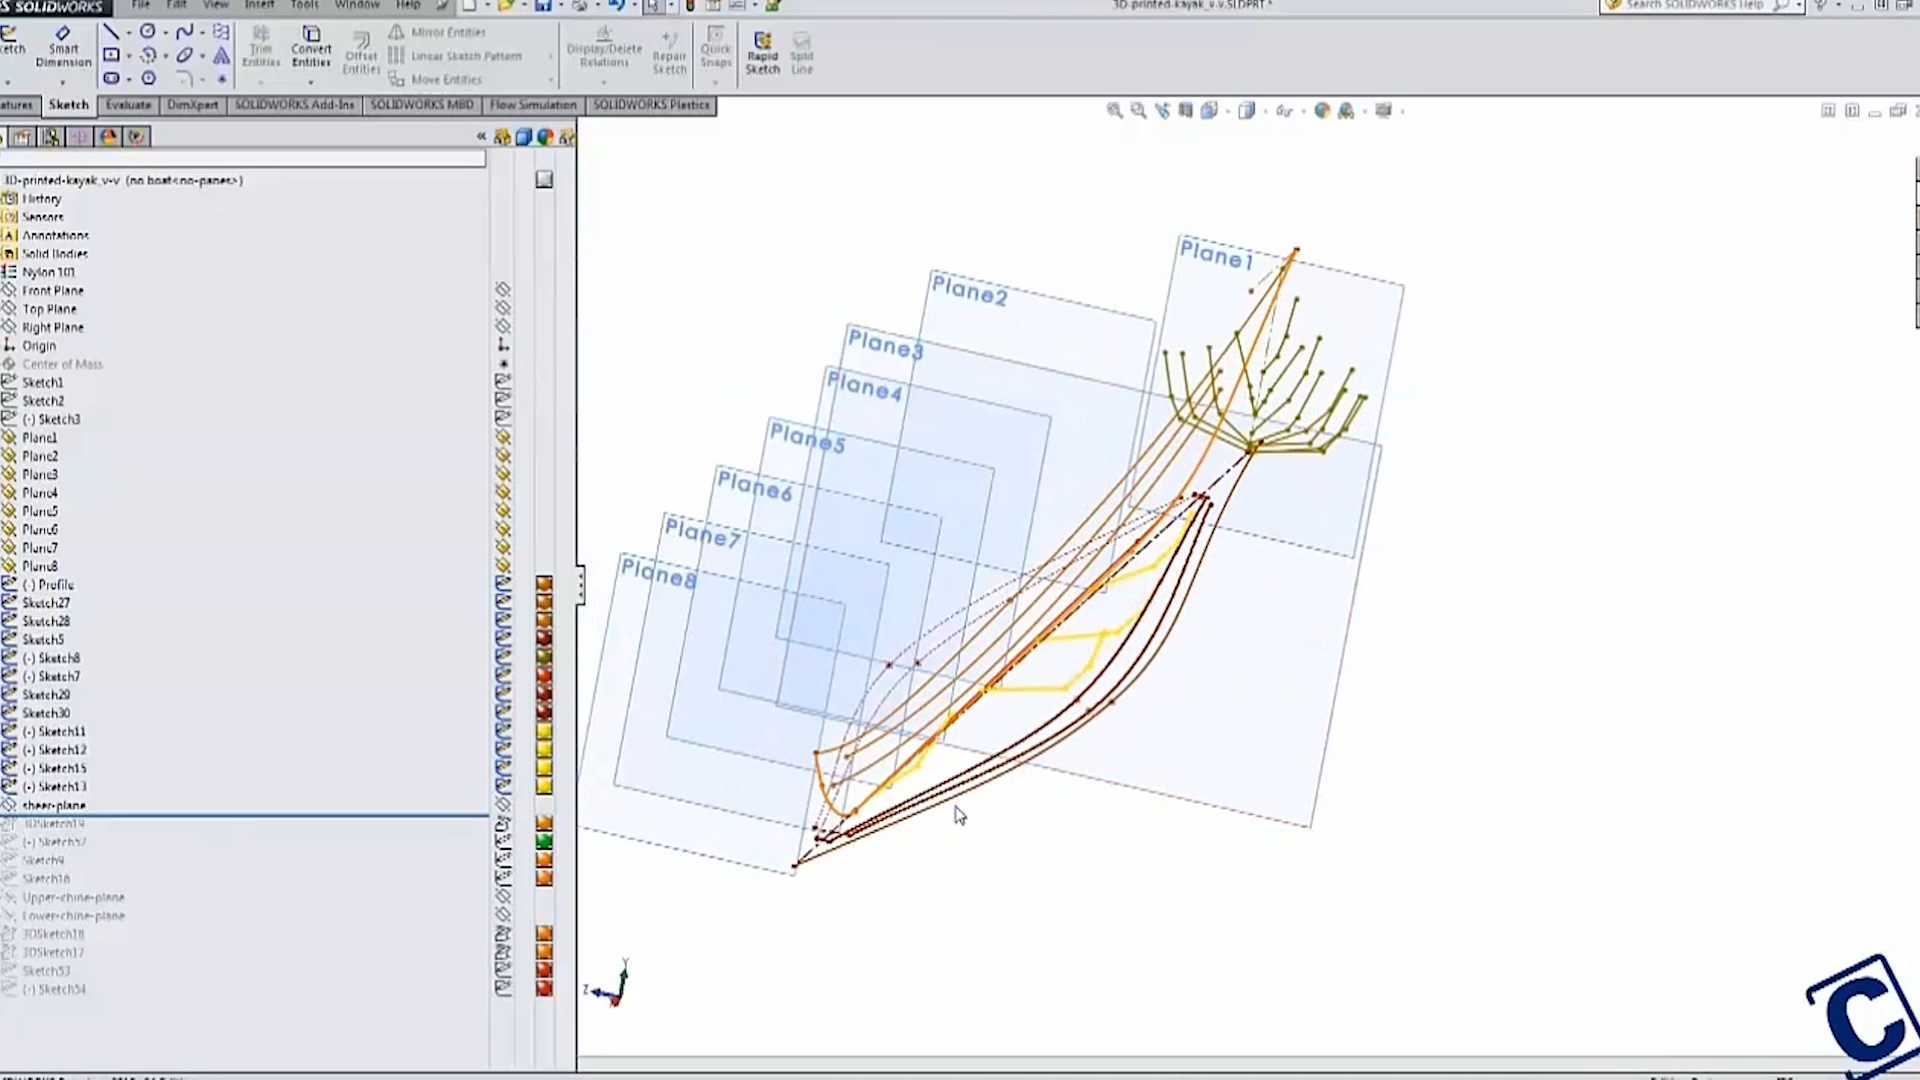 SOLIDWORKS File Edit View Insert Tools Window Help
3D-printed-kayak_v.v.SLDPRT *
Search SOLIDWORKS Help
Smart Dimension
Trim Entities
Convert Entities
Offset Entities
Mirror Entities
Linear Sketch Pattern
Move Entities
Display/Delete Relations
Repair Sketch
Quick Snaps
Rapid Sketch
Split Line
Sketch Evaluate DimXpert SOLIDWORKS Add-Ins SOLIDWORKS MBD Flow Simulation SOLIDWORKS Plastics
3D-printed-kayak_v-v (no boat<no-panes>)
History
Sensors
Annotations
Solid Bodies
Nylon 101
Front Plane
Top Plane
Right Plane
Origin
Center of Mass
Sketch1
Sketch2
(-) Sketch3
Plane1
Plane2
Plane3
Plane4
Plane5
Plane6
Plane7
Plane8
(-) Profile
Sketch27
Sketch28
Sketch5
(-) Sketch8
(-) Sketch7
Sketch29
Sketch30
(-) Sketch11
(-) Sketch12
(-) Sketch15
(-) Sketch13
sheer-plane
3DSketch19
(-) Sketch52
Sketch9
Sketch16
Upper-chine-plane
Lower-chine-plane
3DSketch18
3DSketch17
Sketch53
(-) Sketch54
Plane1
Plane2
Plane3
Plane4
Plane5
Plane6
Plane7
Plane8
Y
Z
C